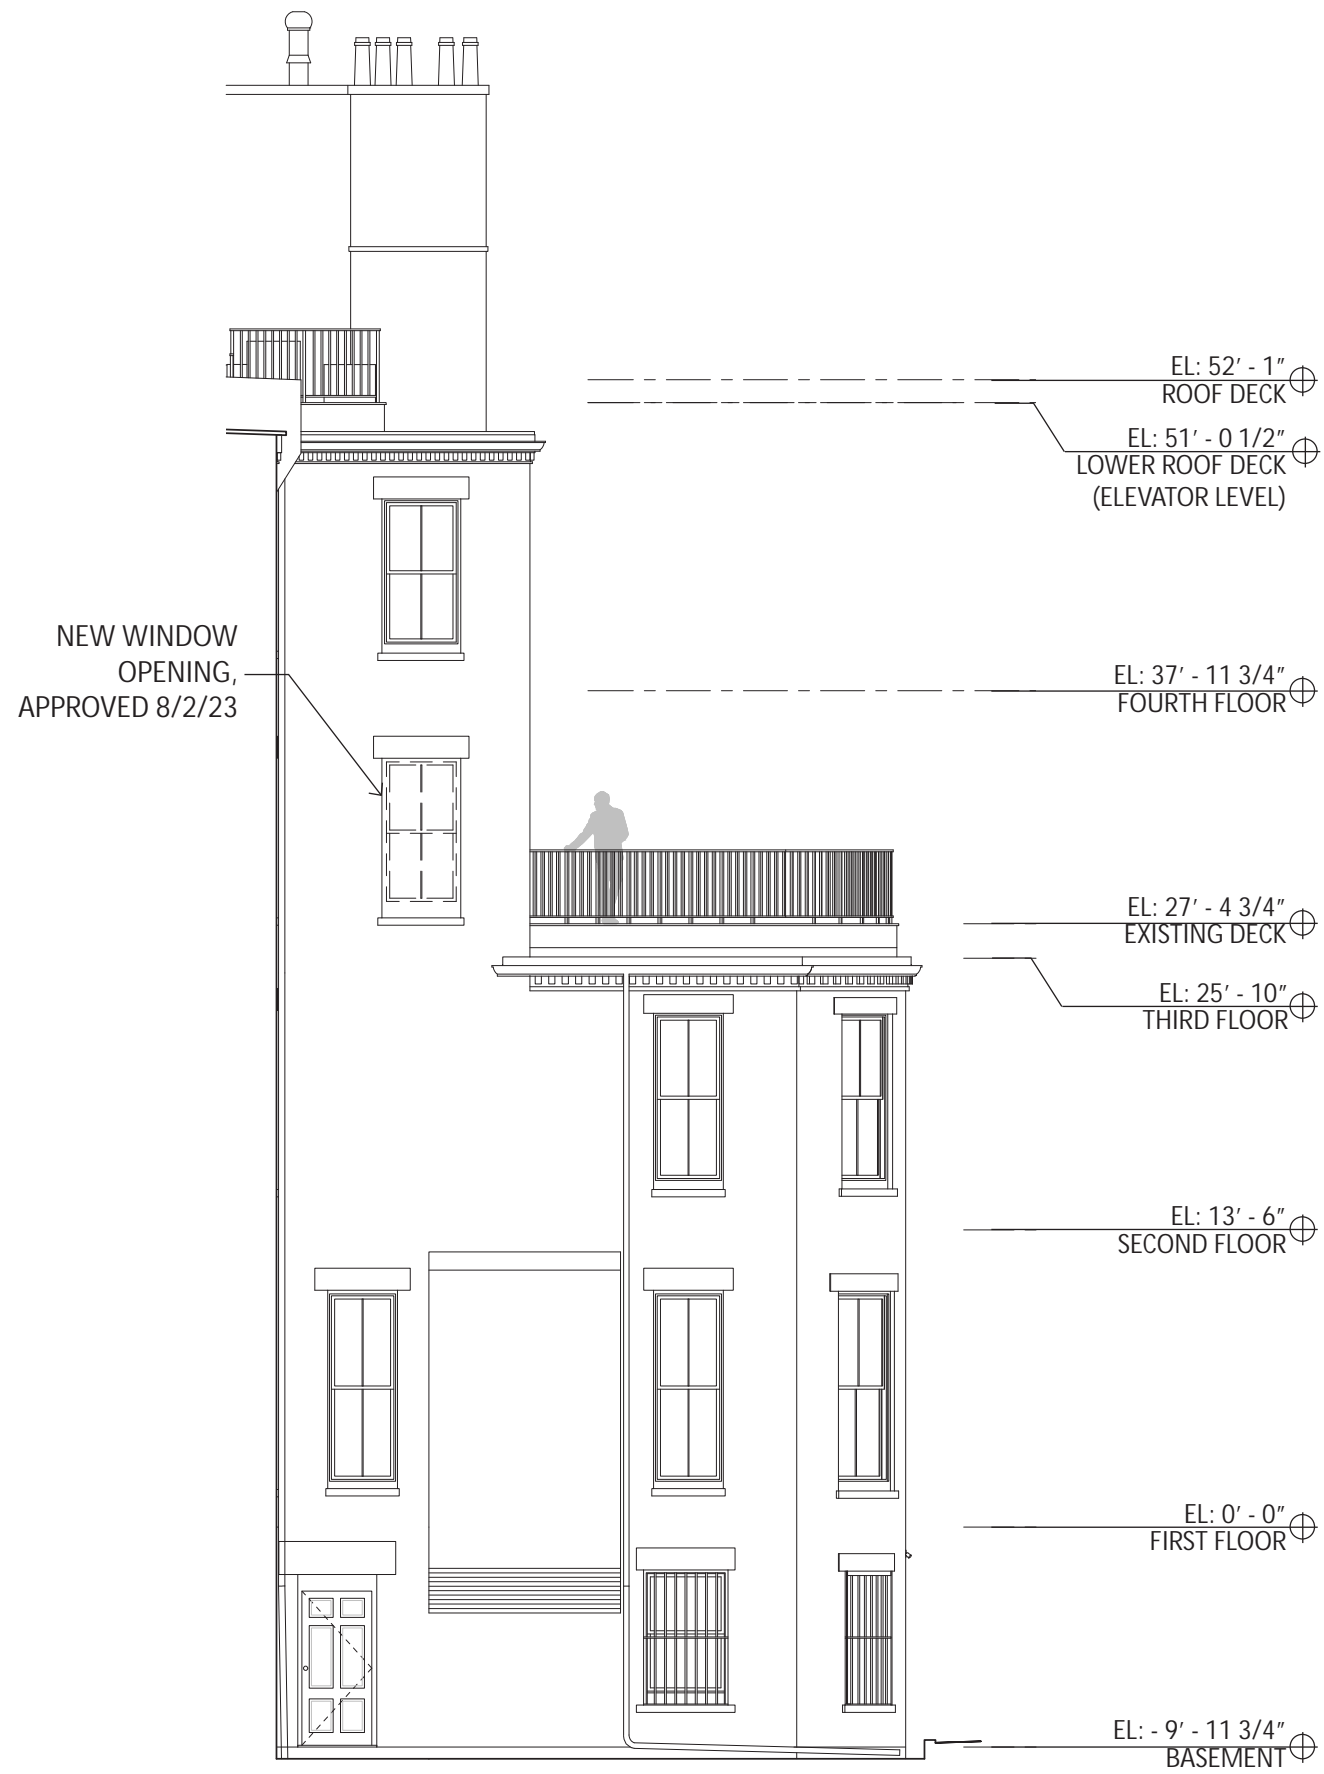 EL: 52' - 1"
ROOF DECK
EL: 51' - 0 1/2"
LOWER ROOF DECK
(ELEVATOR LEVEL)
NEW WINDOW
OPENING,
APPROVED 8/2/23
EL: 37' - 11 3/4"
FOURTH FLOOR
EL: 27' - 4 3/4"
EXISTING DECK
EL: 25' - 10"
THIRD FLOOR
EL: 13' - 6"
SECOND FLOOR
EL: 0' - 0"
FIRST FLOOR
EL: - 9' - 11 3/4"
BASEMENT